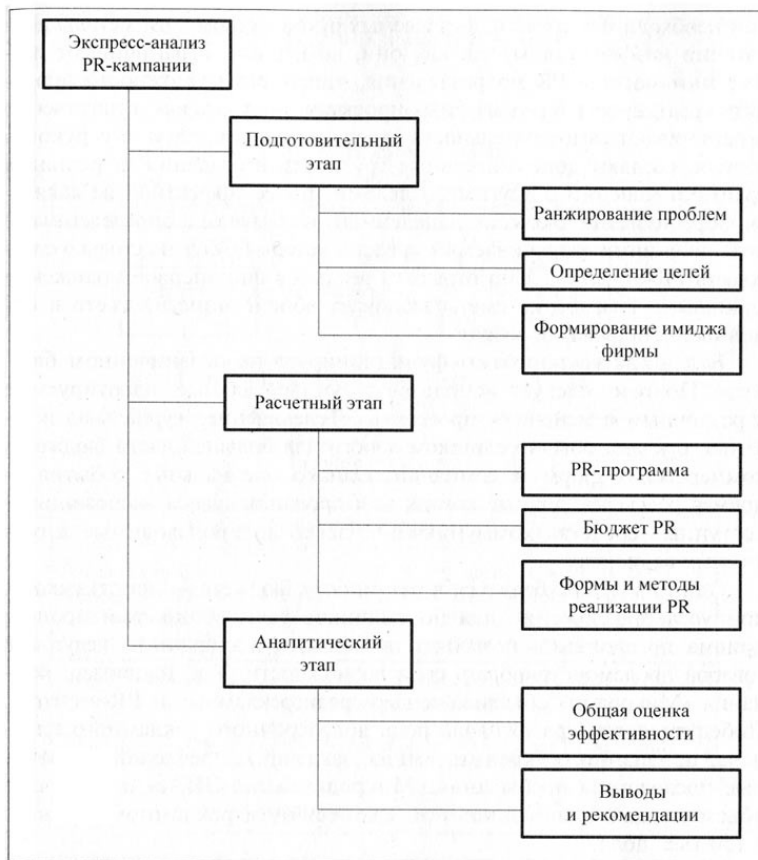 Экспресс-анализ
PR-кампании
Подготовительный
этап
Ранжирование проблем
Определение целей
Формирование имиджа
фирмы
Расчетный этап
PR-программа
Бюджет PR
Формы и методы
реализации PR
Аналитический
этап
Общая оценка
эффективности
Выводы
и рекомендации